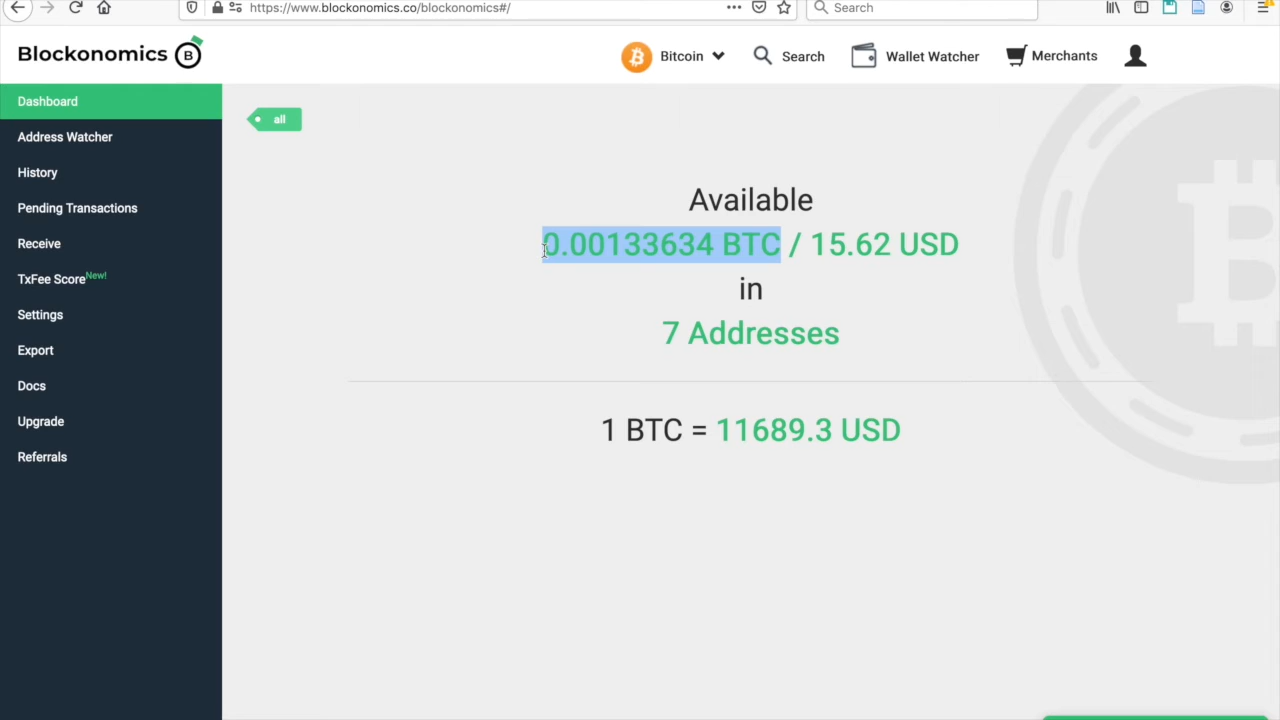 https://www.blockonomics.co/blockonomics#/
Search
Blockonomics B
Bitcoin
Search
Wallet Watcher
Merchants
Dashboard
Address Watcher
History
Pending Transactions
Receive
TxFee Score New!
Settings
Export
Docs
Upgrade
Referrals
all
Available
0.00133634 BTC / 15.62 USD
in
7 Addresses
1 BTC = 11689.3 USD